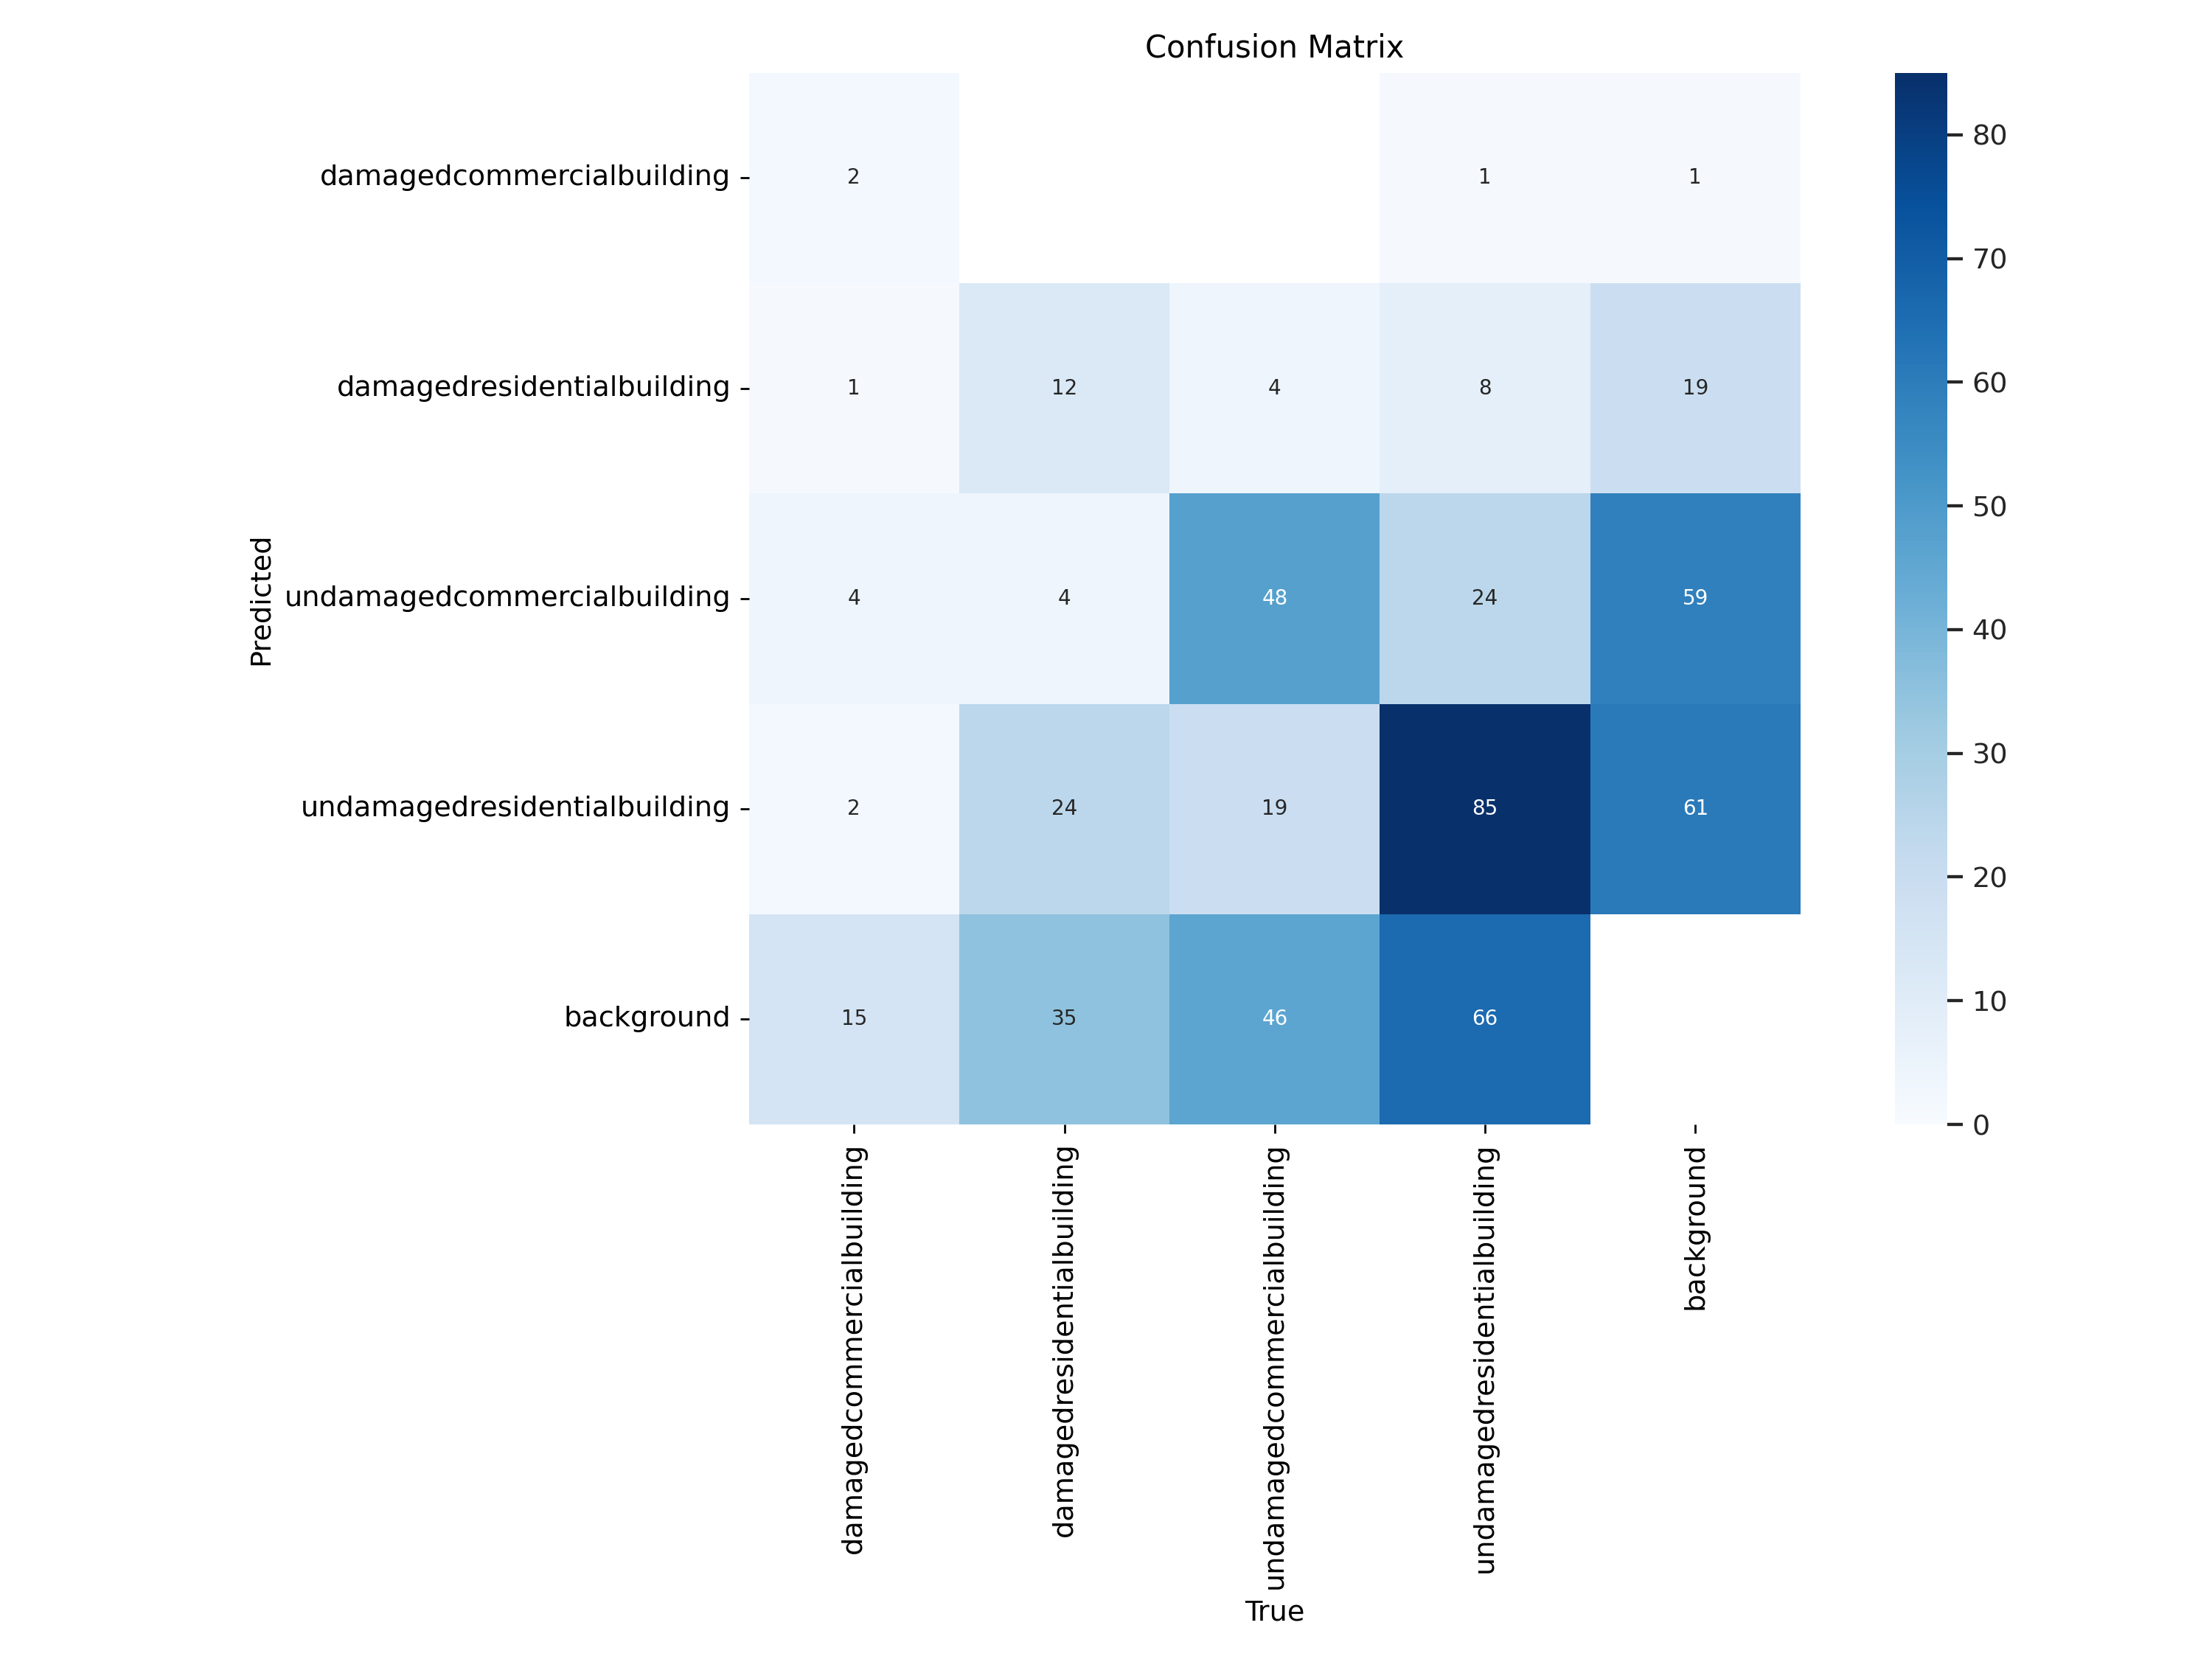 Confusion Matrix
damagedcommercialbuilding
2
1
1
damagedresidentialbuilding
1
12
4
8
19
undamagedcommercialbuilding
4
4
48
24
59
undamagedresidentialbuilding
2
24
19
85
61
background
15
35
46
66
Predicted
damagedcommercialbuilding
damagedresidentialbuilding
undamagedcommercialbuilding
undamagedresidentialbuilding
background
True
80
70
60
50
40
30
20
10
0